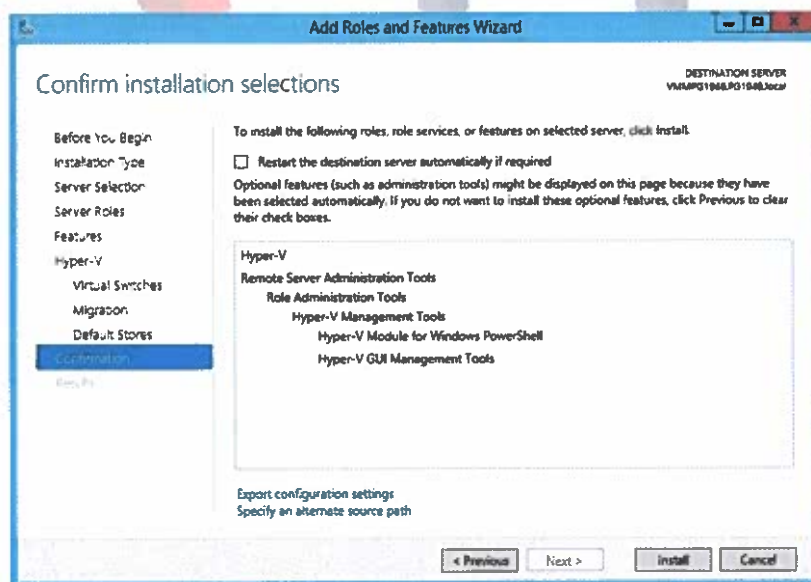 Add Roles and Features Wizard
Confirm installation selections
DESTINATION SERVER
Before You Begin
Installation Type
Server Selection
Server Roles
Features
Hyper-V
Virtual Switches
Migration
Default Stores
Confirmation
Results
To install the following roles, role services, or features on selected server, click Install.
Restart the destination server automatically if required
Optional features (such as administration tools) might be displayed on this page because they have
been selected automatically. If you do not want to install these optional features, click Previous to clear
their check boxes.
Hyper-V
Remote Server Administration Tools
Role Administration Tools
Hyper-V Management Tools
Hyper-V Module for Windows PowerShell
Hyper-V GUI Management Tools
Export configuration settings
Specify an alternate source path
< Previous
Next >
Install
Cancel